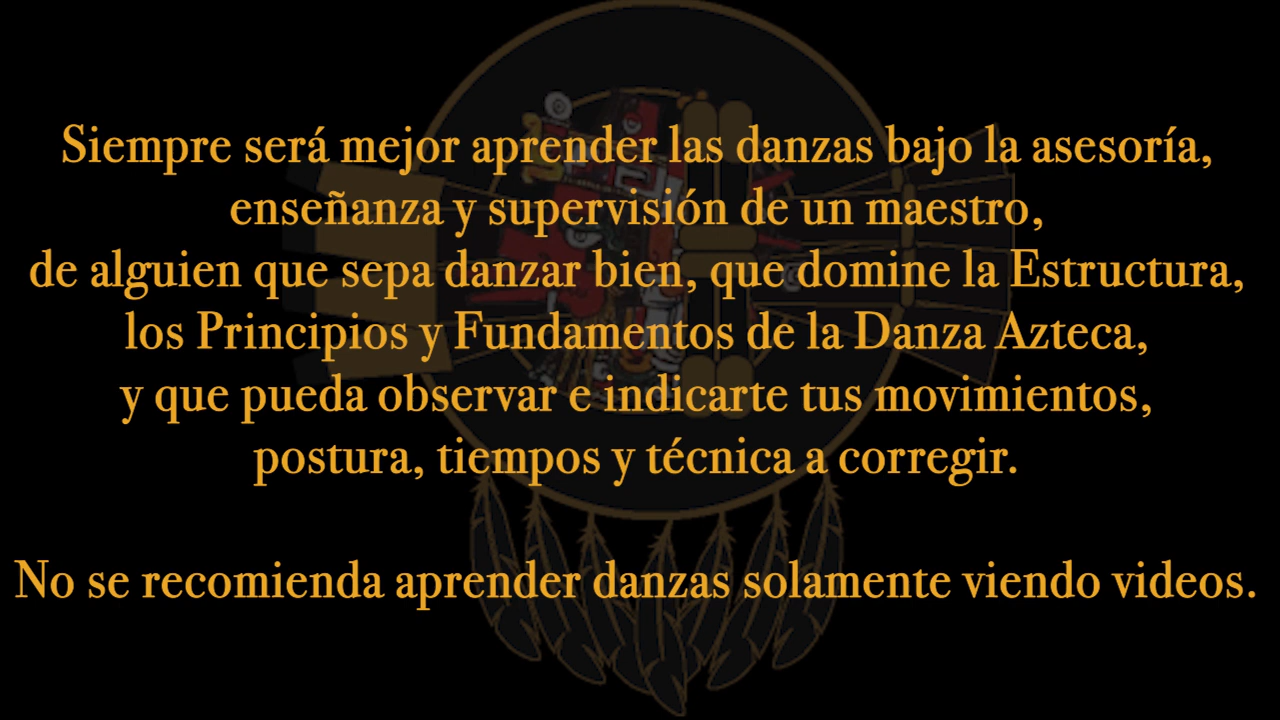 Siempre será mejor aprender las danzas bajo la asesoría,
enseñanza y supervisión de un maestro,
de alguien que sepa danzar bien, que domine la Estructura,
los Principios y Fundamentos de la Danza Azteca,
y que pueda observar e indicarte tus movimientos,
postura, tiempos y técnica a corregir.
No se recomienda aprender danzas solamente viendo videos.